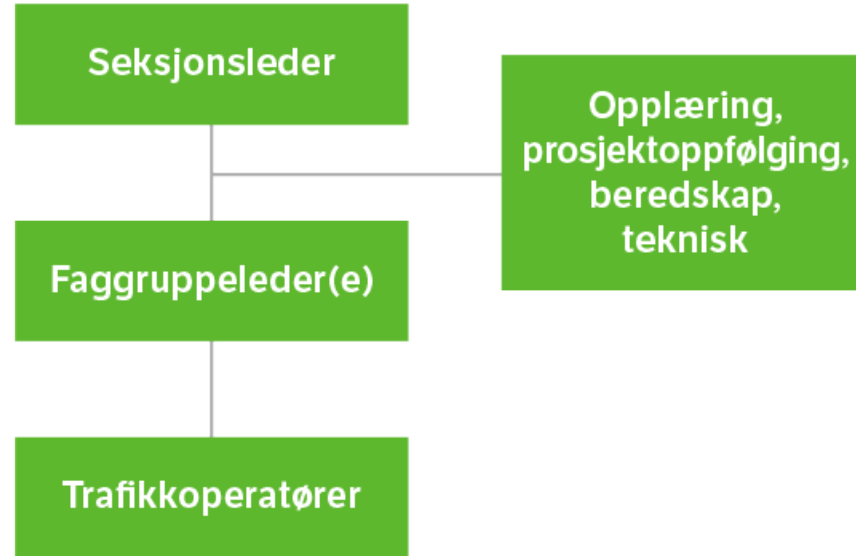 Seksjonsleder
Opplæring,
prosjektoppfølging,
beredskap,
teknisk
Faggruppeleder(e)
Trafikkoperatører